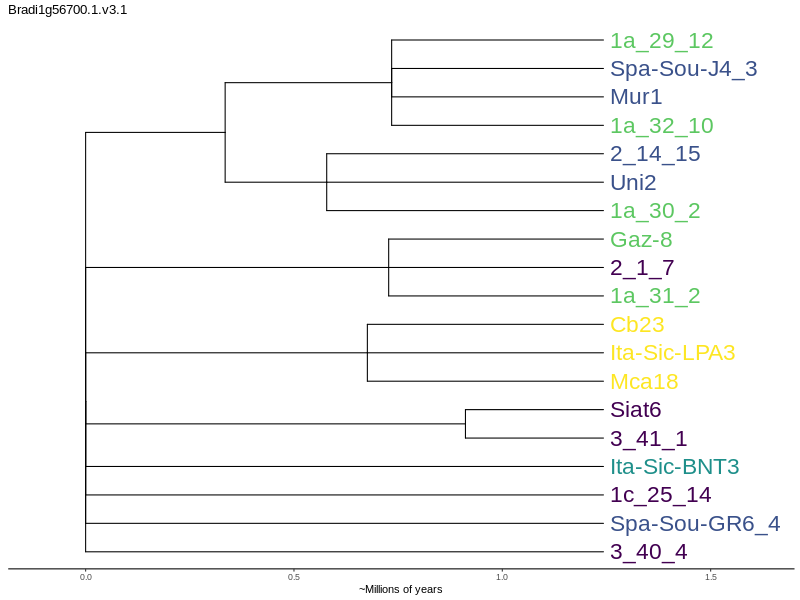 Bradi1g56700.1.v3.1
1a_29_12
Spa-Sou-J4_3
Mur1
1a_32_10
2_14_15
Uni2
1a_30_2
Gaz-8
2_1_7
1a_31_2
Cb23
Ita-Sic-LPA3
Mca18
Siat6
3_41_1
Ita-Sic-BNT3
1c_25_14
Spa-Sou-GR6_4
3_40_4
0.0 0.5 1.0 1.5
~Millions of years